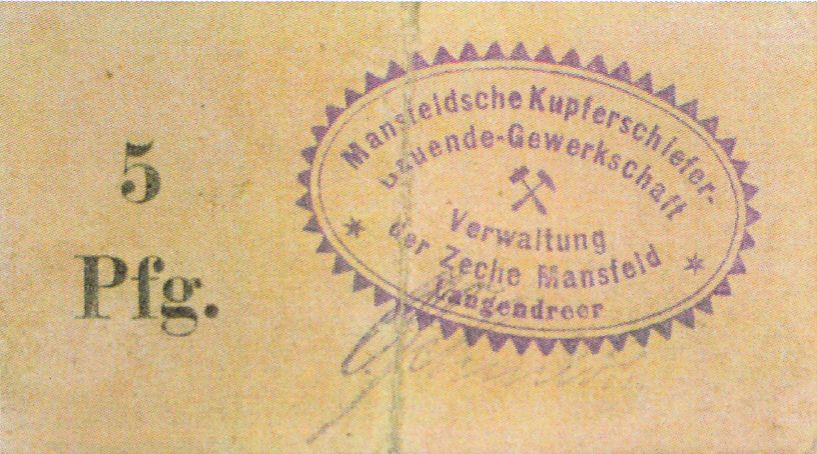 5
Pfg.
Mansfeldsche Kupferschiefer-
bauende-Gewerkschaft
Verwaltung
der Zeche Mansfeld
Langendreer